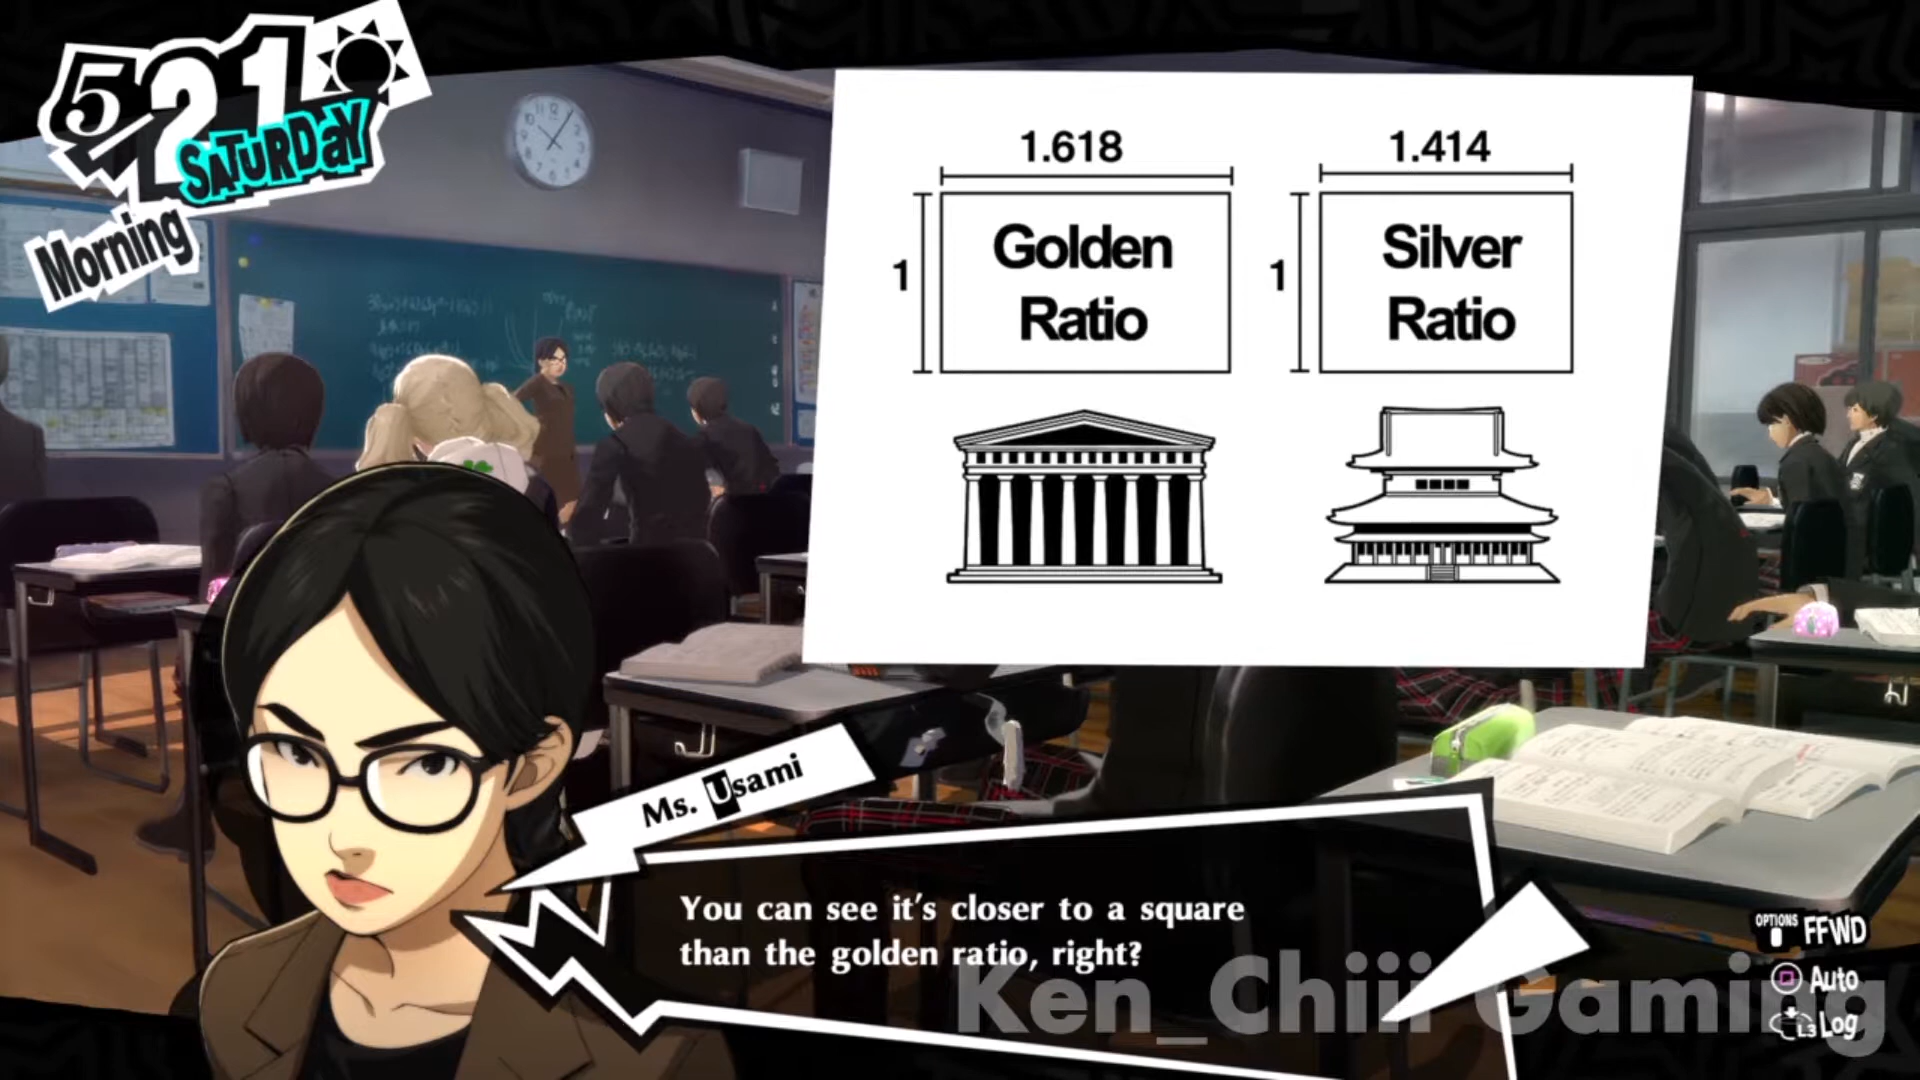 5/21
SATURDAY
Morning
1.618
1.414
1
Golden
Ratio
1
Silver
Ratio
Ms. Usami
You can see it's closer to a square
than the golden ratio, right?
Ken_Chiii Gaming
OPTIONS FFWD
Auto
L3 Log